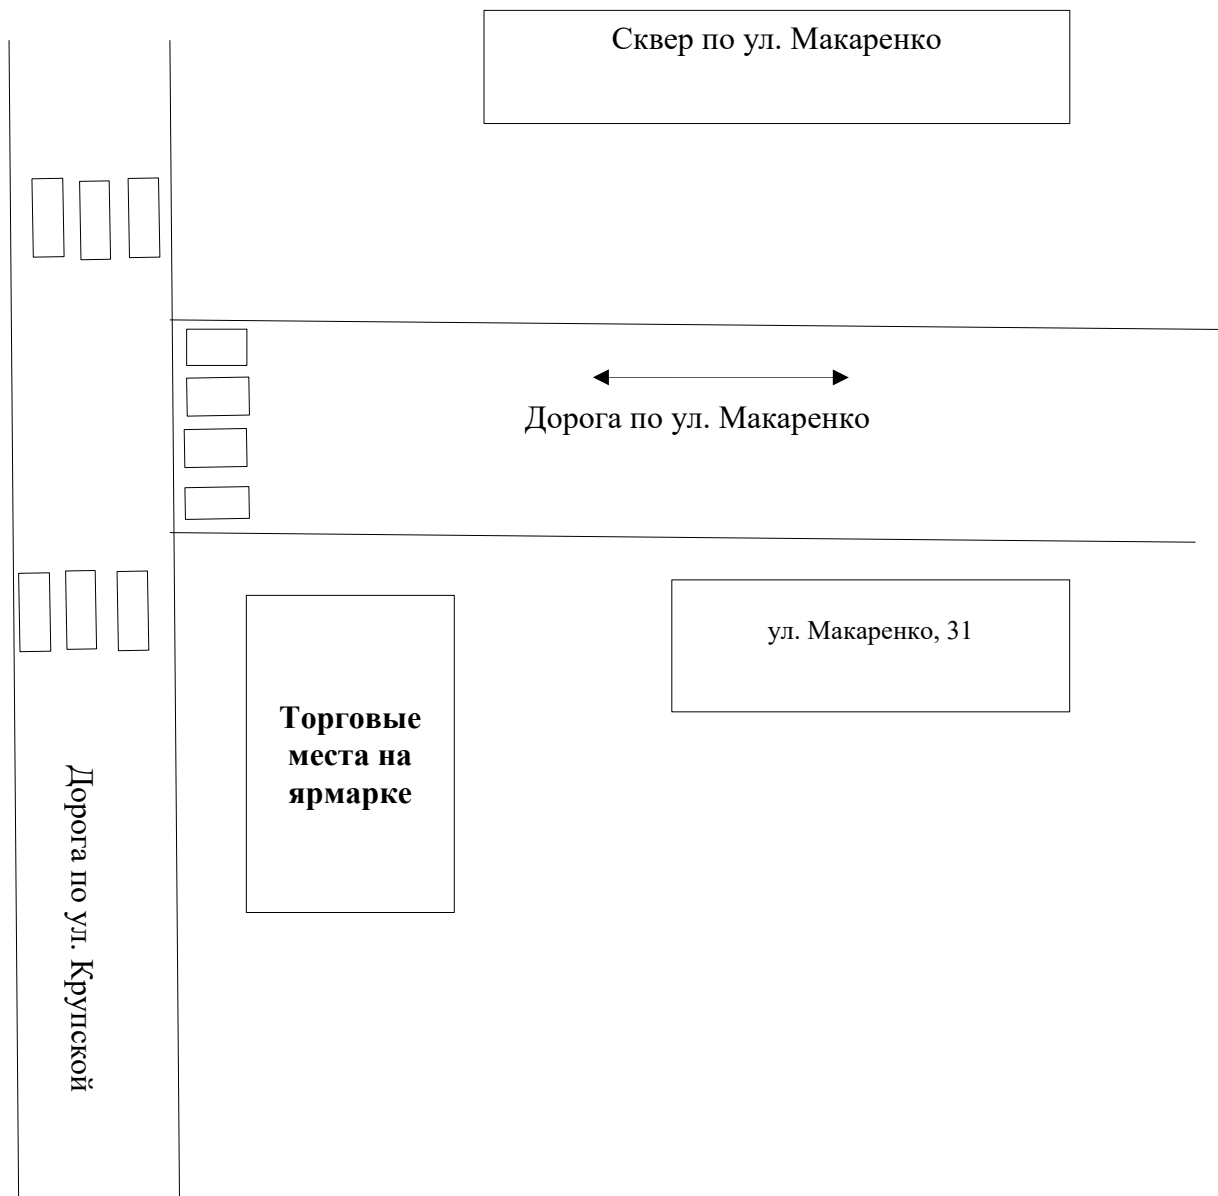 Сквер по ул. Макаренко
Дорога по ул. Макаренко
ул. Макаренко, 31
Торговые
места на
ярмарке
Дорога по ул. Крупской